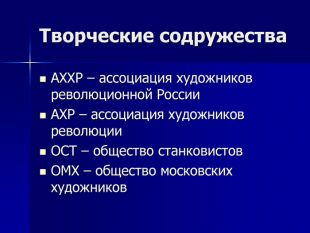 Творческие содружества
АХХР – ассоциация художников
революционной России
АХР – ассоциация художников
революции
ОСТ – общество станковистов
ОМХ – общество московских
художников